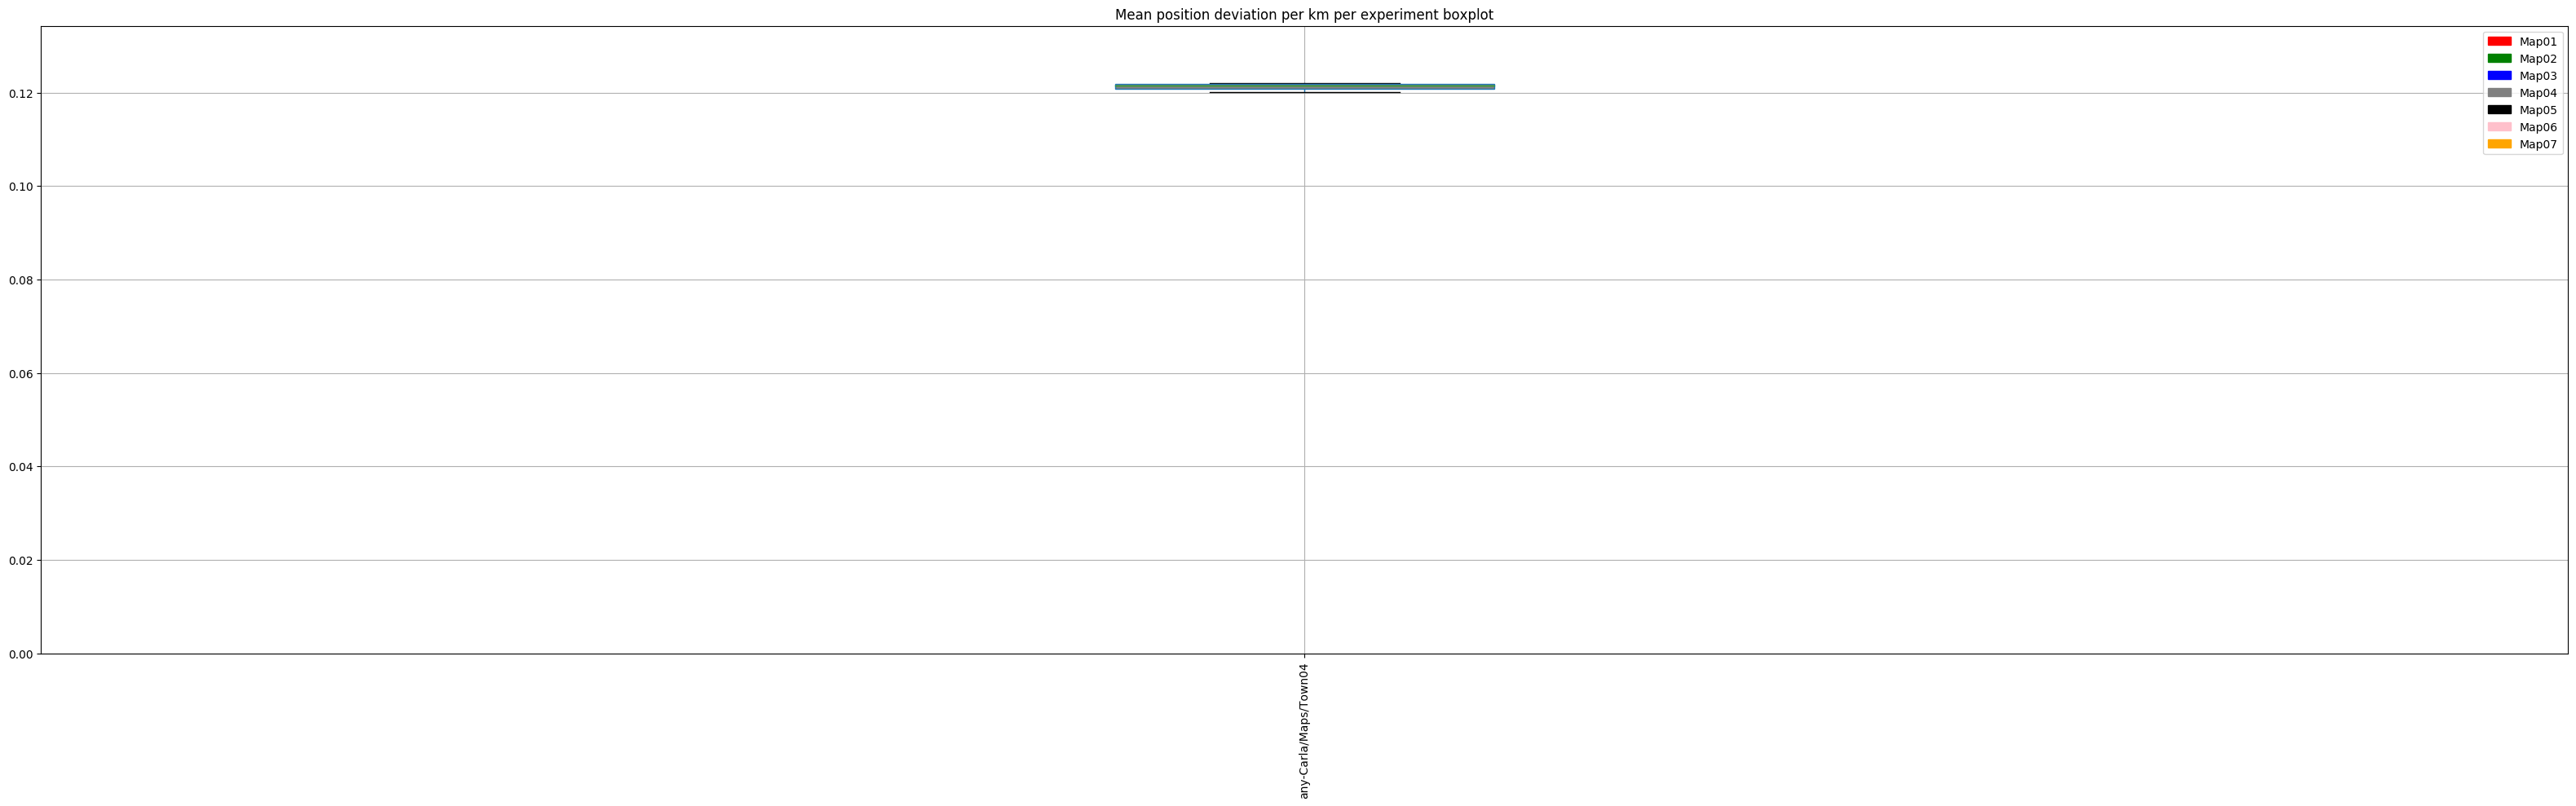 Mean position deviation per km per experiment boxplot
Map01
Map02
Map03
Map04
Map05
Map06
Map07
0.12
0.10
0.08
0.06
0.04
0.02
0.00
any-Carla/Maps/Town04